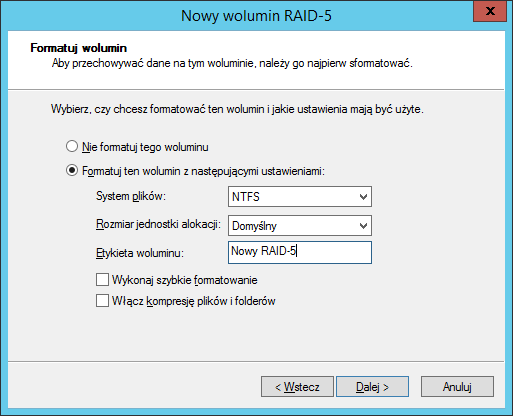 Nowy wolumin RAID-5
X
Formatuj wolumin
Aby przechowywać dane na tym woluminie, należy go najpierw sformatować.
Wybierz, czy chcesz formatować ten wolumin i jakie ustawienia mają być użyte.
Nie formatuj tego woluminu
Formatuj ten wolumin z następującymi ustawieniami:
System plików: NTFS
Rozmiar jednostki alokacji: Domyślny
Etykieta woluminu: Nowy RAID-5
Wykonaj szybkie formatowanie
Włącz kompresję plików i folderów
< Wstecz Dalej > Anuluj